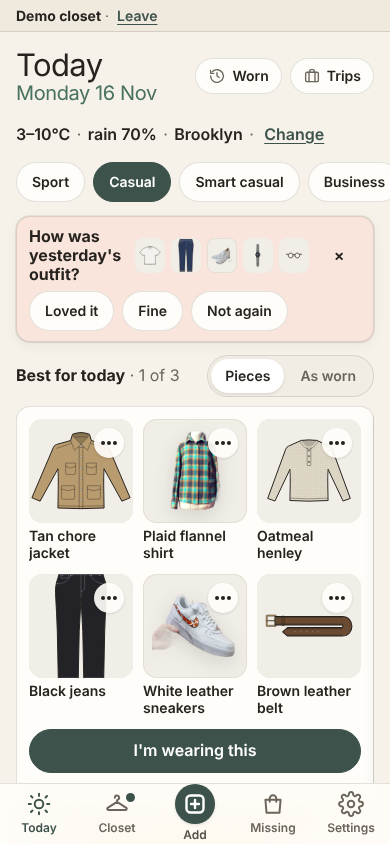 Demo closet · Leave
Today
Monday 16 Nov
Worn
Trips
3–10°C · rain 70% · Brooklyn · Change
Sport
Casual
Smart casual
Business
How was
yesterday's
outfit?
×
Loved it
Fine
Not again
Best for today · 1 of 3
Pieces
As worn
Tan chore
jacket
Plaid flannel
shirt
Oatmeal
henley
Black jeans
White leather
sneakers
Brown leather
belt
I'm wearing this
Today
Closet
Add
Missing
Settings